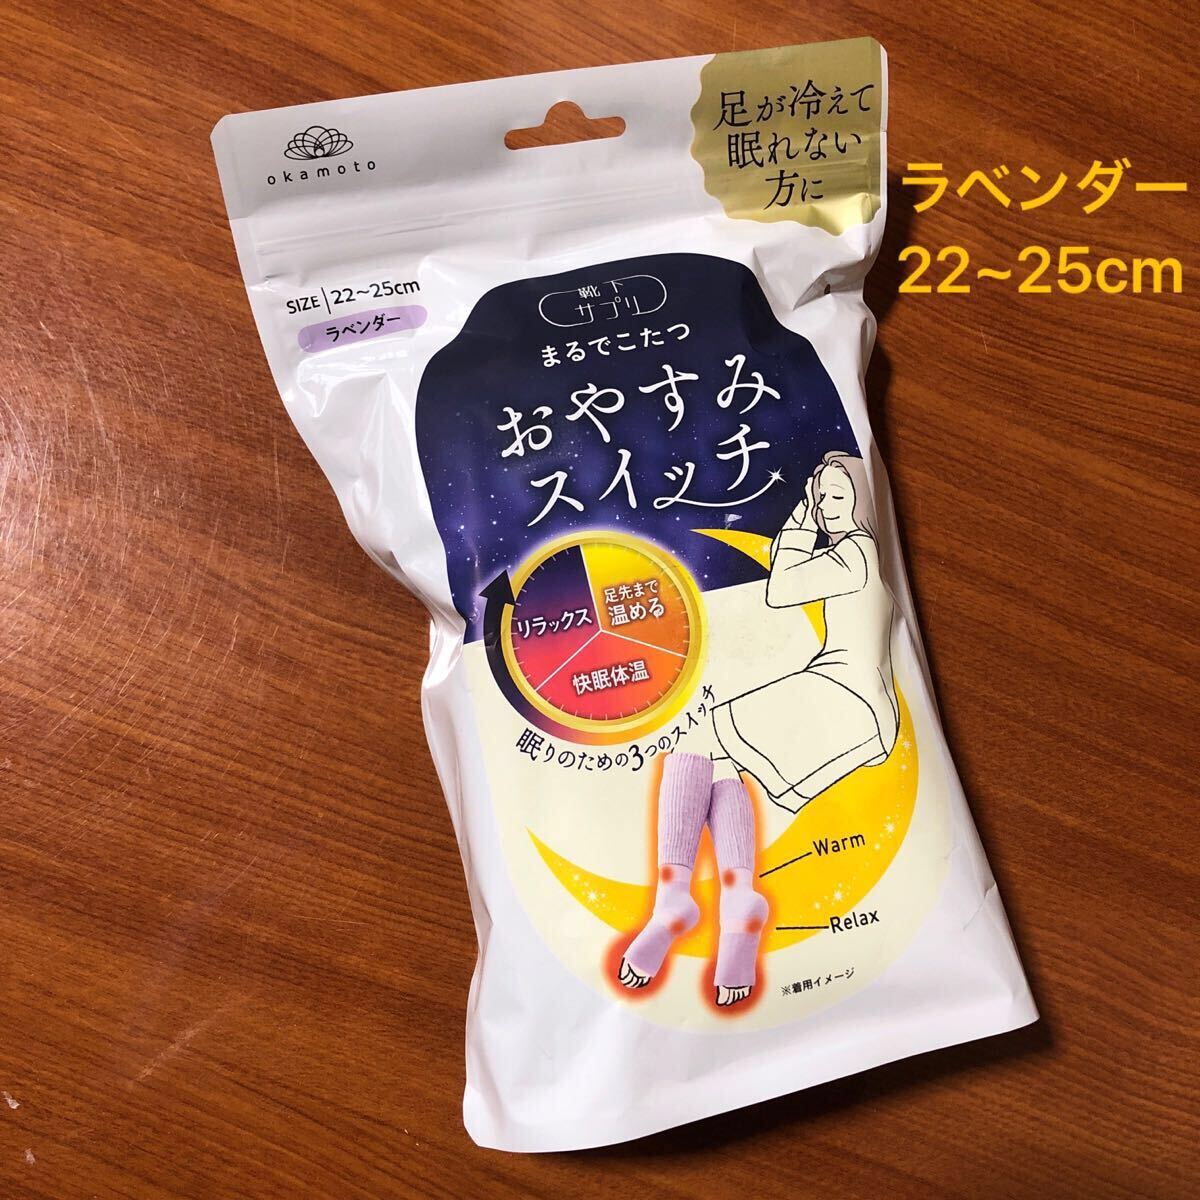 okamoto
足が冷えて
眠れない
方に
ラベンダー
22~25cm
SIZE 22~25cm
ラベンダー
靴下
サプリ
まるでこたつ
おやすみ
スイッチ
リラックス
足先まで
温める
快眠体温
眠りのための3つのスイッチ
Warm
Relax
※着用イメージ